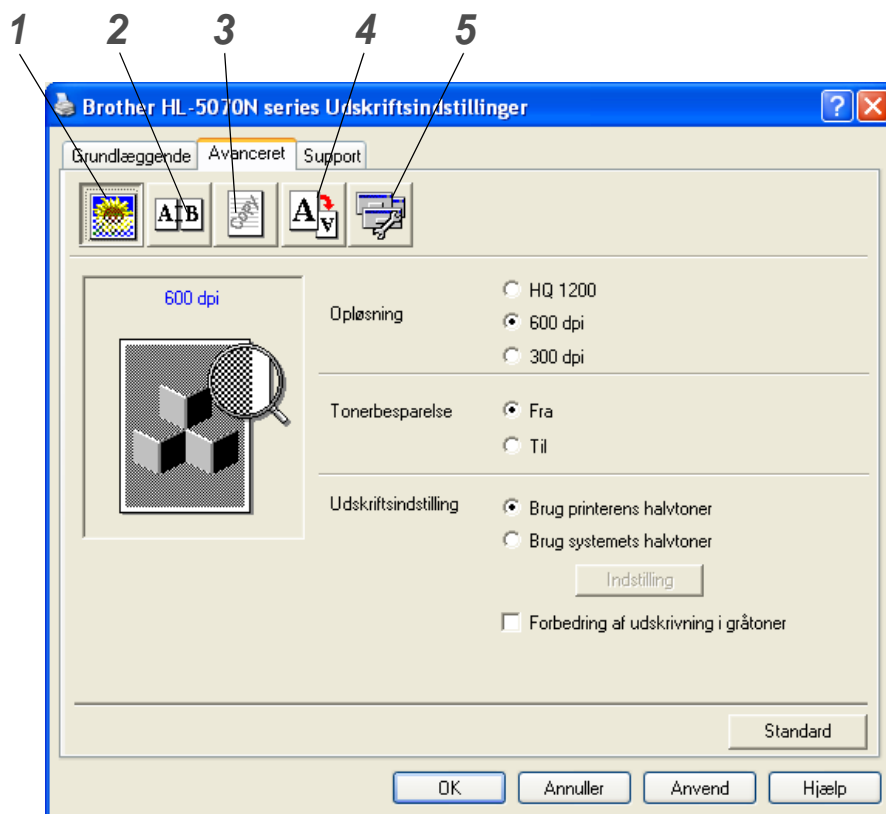 1 2 3 4 5
Brother HL-5070N series Udskriftsindstillinger
Grundlæggende Avanceret Support
A B COPY A A
600 dpi
Opløsning
HQ 1200
600 dpi
300 dpi
Tonerbesparelse
Fra
Til
Udskriftsindstilling
Brug printerens halvtoner
Brug systemets halvtoner
Indstilling
Forbedring af udskrivning i gråtoner
Standard
OK Annuller Anvend Hjælp